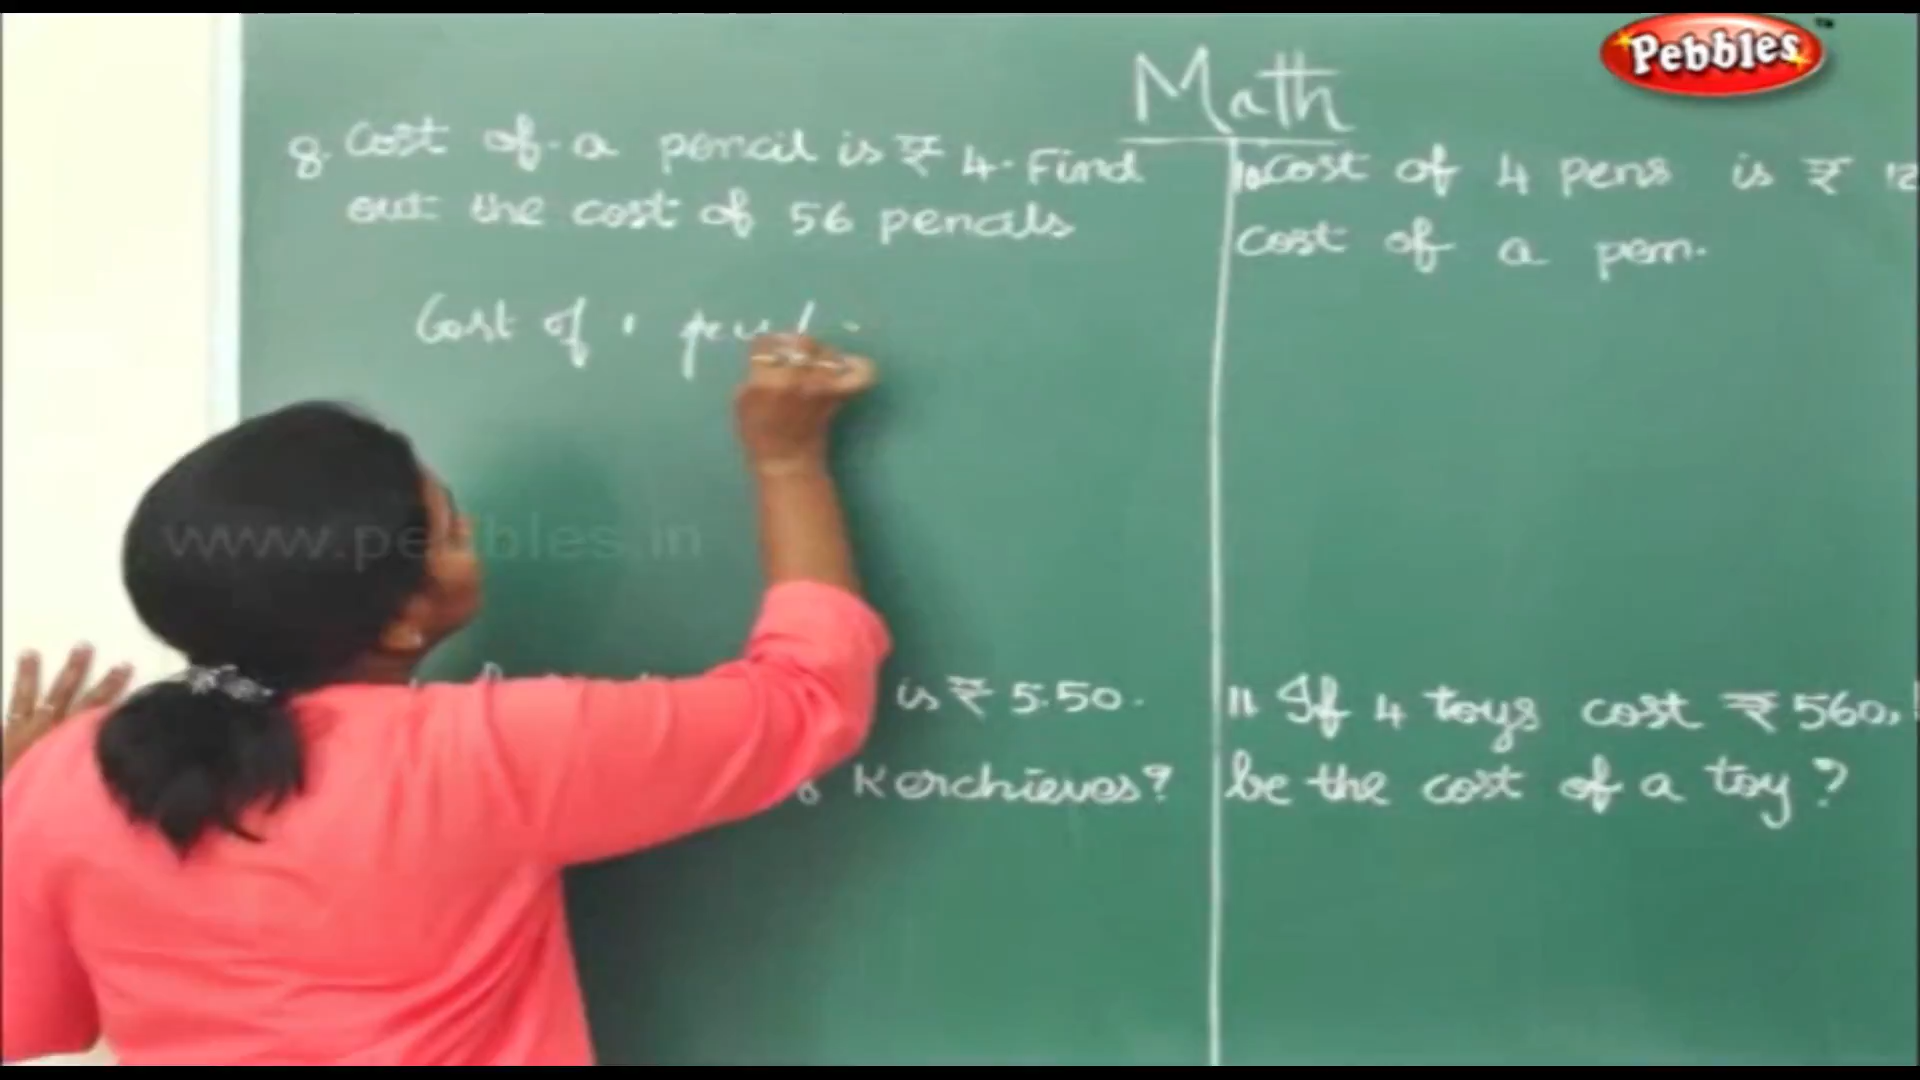 Pebbles™
Math
8. Cost of a pencil is ₹ 4. Find
out the cost of 56 pencils
Cost of 1
is ₹ 5.50.
Kerchieves?
10. cost of 4 pens is ₹ 12
cost of a pen.
11. If 4 toys cost ₹ 560,
be the cost of a toy?
www.pebbles.in